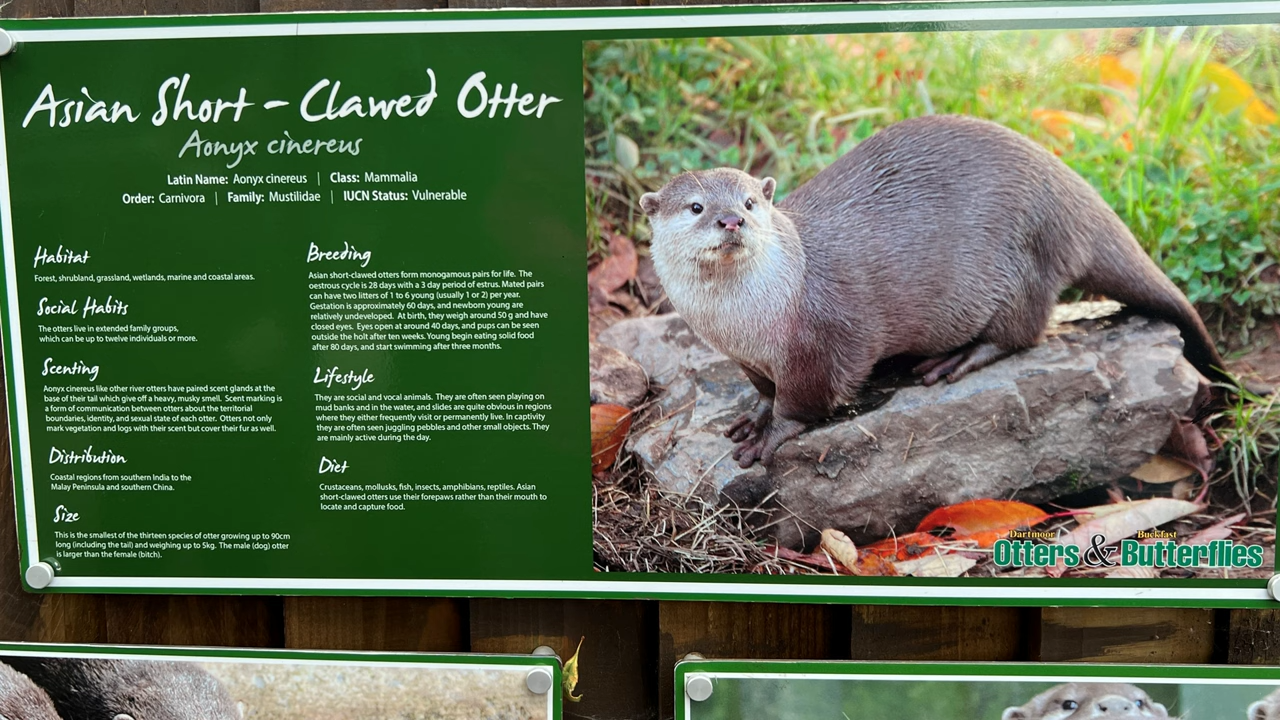 Asian Short - Clawed Otter
Aonyx cinereus
Latin Name: Aonyx cinereus | Class: Mammalia
Order: Carnivora | Family: Mustilidae | IUCN Status: Vulnerable
Habitat
Forest, shrubland, grassland, wetlands, marine and coastal areas.
Social Habits
The otters live in extended family groups,
which can be up to twelve individuals or more.
Scenting
Aonyx cinereus like other river otters have paired scent glands at the
base of their tail which give off a heavy, musky smell. Scent marking is
a form of communication between otters about the territorial
boundaries, identity, and sexual state of each other. Otters not only
mark vegetation and logs with their scent but cover their fur as well.
Distribution
Coastal regions from southern India to the
Malay Peninsula and southern China.
Size
This is the smallest of the thirteen species of otter growing up to 90cm
long (including the tail) and weighing up to 5kg. The male (dog) otter
is larger than the female (bitch).
Breeding
Asian short-clawed otters form monogamous pairs for life. The
oestrous cycle is 28 days with a 3 day period of estrus. Mated pairs
can have two litters of 1 to 6 young (usually 1 or 2) per year.
Gestation is approximately 60 days, and newborn young are
relatively undeveloped. At birth, they weigh around 50 g and have
closed eyes. Eyes open at around 40 days, and pups can be seen
outside the holt after ten weeks. Young begin eating solid food
after 80 days, and start swimming after three months.
Lifestyle
They are social and vocal animals. They are often seen playing on
mud banks and in the water, and slides are quite obvious in regions
where they either frequently visit or permanently live. In captivity
they are often seen juggling pebbles and other small objects. They
are mainly active during the day.
Diet
Crustaceans, mollusks, fish, insects, amphibians, reptiles. Asian
short-clawed otters use their forepaws rather than their mouth to
locate and capture food.
Dartmoor Buckfast
Otters & Butterflies